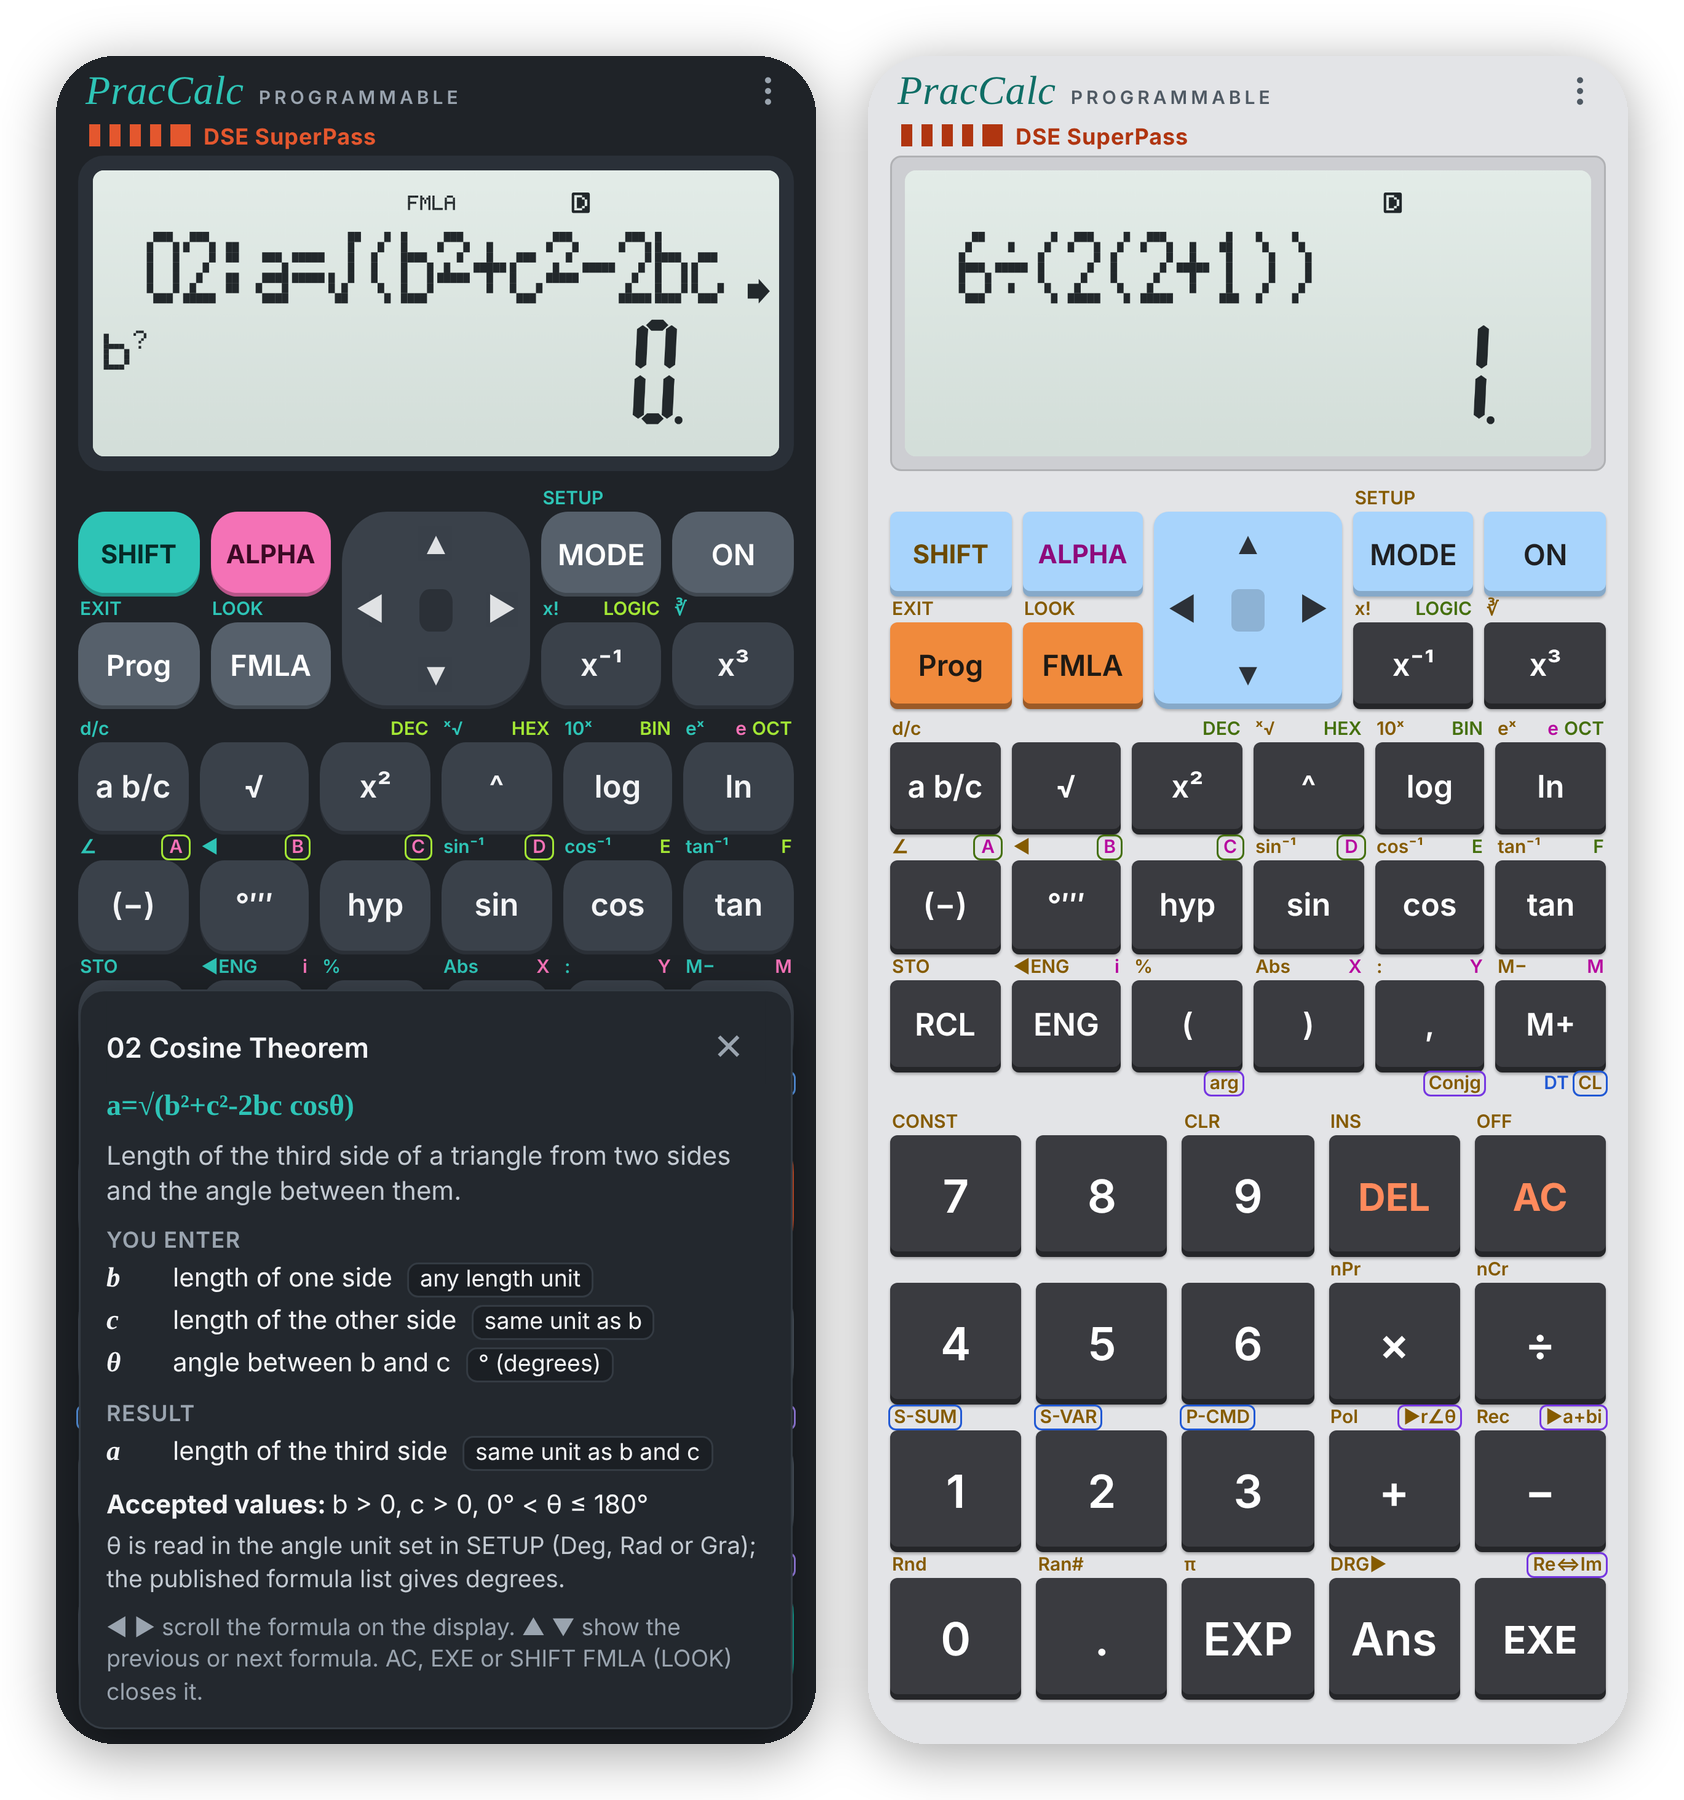 PracCalc PROGRAMMABLE
DSE SuperPass
FMLA D
02:a=√(b²+c²−2bc ➡
b? 0.
SETUP
SHIFT ALPHA ▲ MODE ON
EXIT LOOK ◀ ▶ x! LOGIC ∛
Prog FMLA ▼ x⁻¹ x³
d/c DEC ˣ√ HEX 10ˣ BIN eˣ e OCT
a b/c √ x² ^ log ln
∠ A ◀ B C sin⁻¹ D cos⁻¹ E tan⁻¹ F
(−) °′″′ hyp sin cos tan
STO ◀ENG i % Abs X : Y M− M
02 Cosine Theorem ✕
a=√(b²+c²-2bc cosθ)
Length of the third side of a triangle from two sides
and the angle between them.
YOU ENTER
b length of one side any length unit
c length of the other side same unit as b
θ angle between b and c ° (degrees)
RESULT
a length of the third side same unit as b and c
Accepted values: b > 0, c > 0, 0° < θ ≤ 180°
θ is read in the angle unit set in SETUP (Deg, Rad or Gra);
the published formula list gives degrees.
◀ ▶ scroll the formula on the display. ▲ ▼ show the
previous or next formula. AC, EXE or SHIFT FMLA (LOOK)
closes it.
PracCalc PROGRAMMABLE
DSE SuperPass
D
6÷(2(2+1))
1.
SETUP
SHIFT ALPHA ▲ MODE ON
EXIT LOOK ◀ ▶ x! LOGIC ∛
Prog FMLA ▼ x⁻¹ x³
d/c DEC ˣ√ HEX 10ˣ BIN eˣ e OCT
a b/c √ x² ^ log ln
∠ A ◀ B C sin⁻¹ D cos⁻¹ E tan⁻¹ F
(−) °′″′ hyp sin cos tan
STO ◀ENG i % Abs X : Y M− M
RCL ENG ( ) , M+
arg Conjg DT CL
CONST CLR INS OFF
7 8 9 DEL AC
nPr nCr
4 5 6 × ÷
S-SUM S-VAR P-CMD Pol ▶r∠θ Rec ▶a+bi
1 2 3 + −
Rnd Ran# π DRG▶ Re⇔Im
0 . EXP Ans EXE